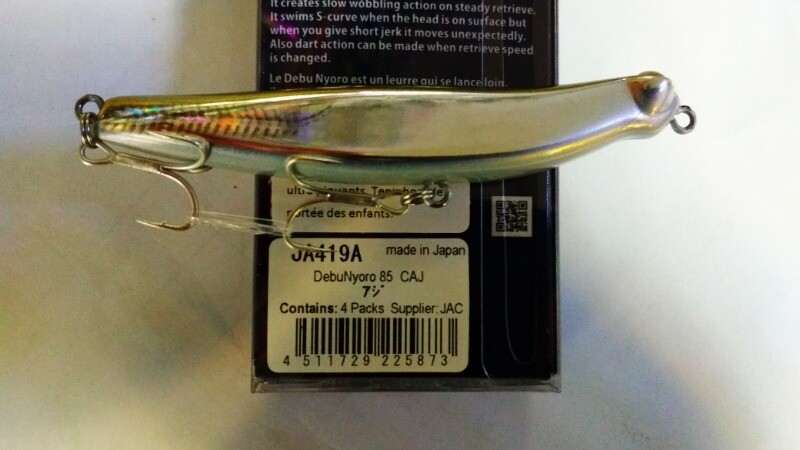 It creates slow wobbling action on steady retrieve.
It swims S-curve when the head is on surface but
when you give short jerk it moves unexpectedly.
Also dart action can be made when retrieve speed
is changed.
Le Debu Nyoro est un leurre qui se lance loin.
portée des enfants.
JA419A made in Japan
DebuNyoro 85 CAJ
アジ
Contains: 4 Packs Supplier: JAC
4 511729 225873